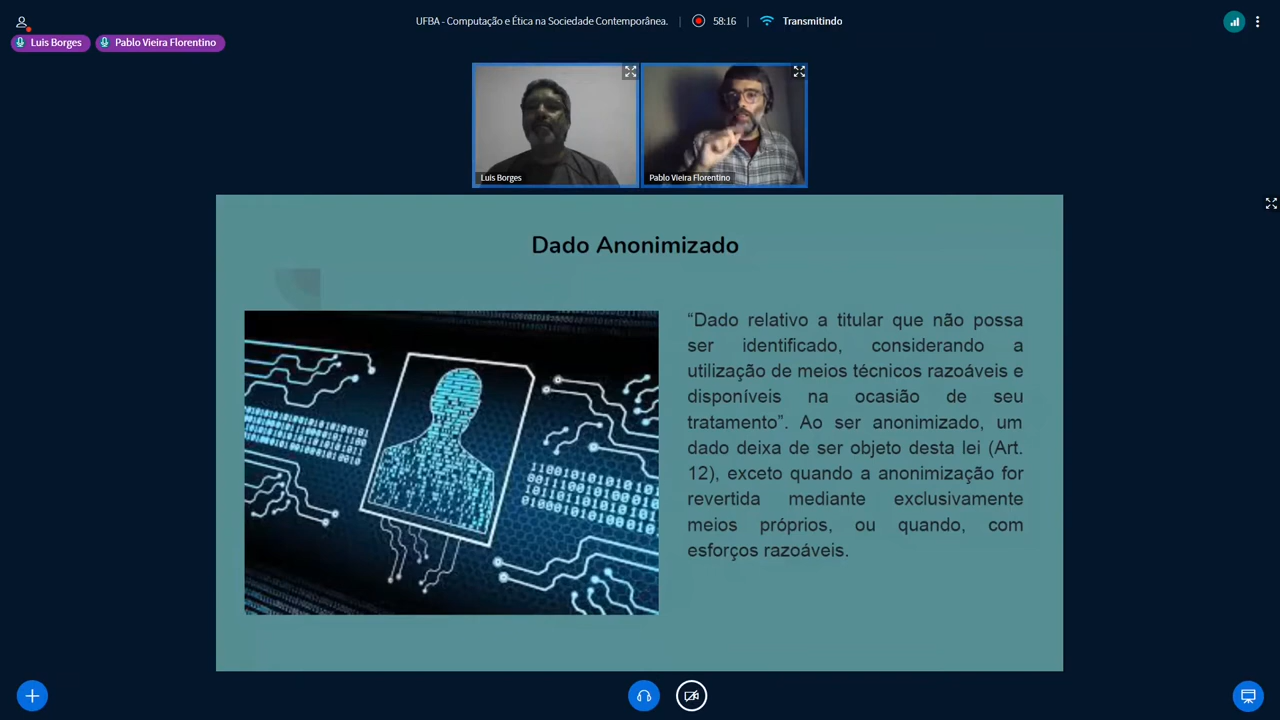 UFBA - Computação e Ética na Sociedade Contemporânea.
58:16
Transmitindo
Luis Borges
Pablo Vieira Florentino
Luis Borges
Pablo Vieira Florentino
Dado Anonimizado
“Dado relativo a titular que não possa
ser identificado, considerando a
utilização de meios técnicos razoáveis e
disponíveis na ocasião de seu
tratamento”. Ao ser anonimizado, um
dado deixa de ser objeto desta lei (Art.
12), exceto quando a anonimização for
revertida mediante exclusivamente
meios próprios, ou quando, com
esforços razoáveis.